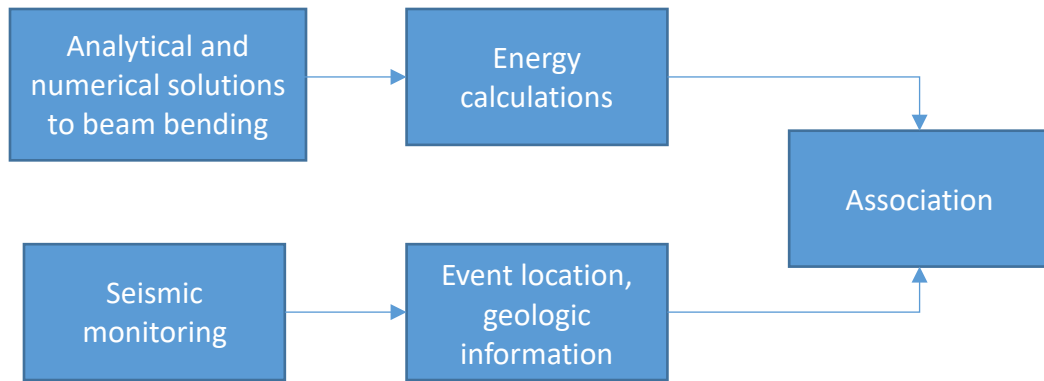 Analytical and
numerical solutions
to beam bending
Energy
calculations
Association
Seismic
monitoring
Event location,
geologic
information